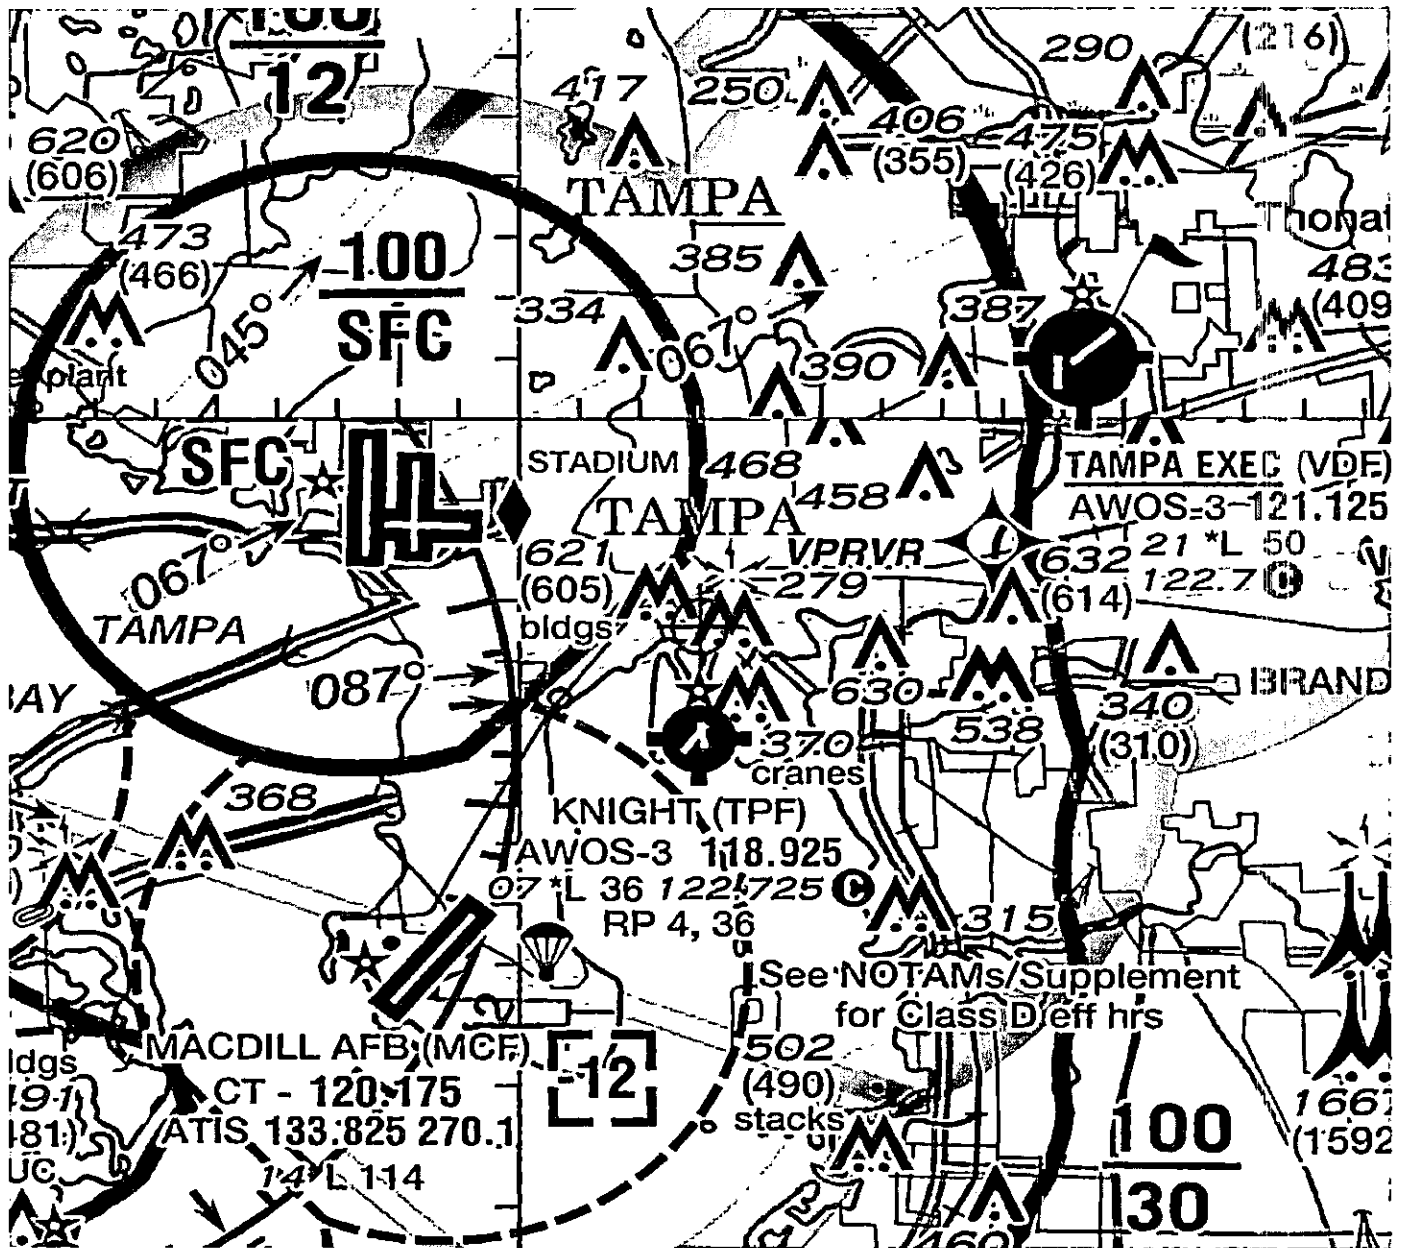 100
12
417
250
290
(216)
620
(606)
406
(355)
475
(426)
TAMPA
473
(466)
100
SFC
045°
385
334
067°
387
390
483
(409
plant
SFC
STADIUM
468
458
TAMPA
TAMPA EXEC (VDF)
AWOS-3 121.125
21 *L 50
122.7
067°
621
(605)
bldgs
VPRVR
279
632
(614)
TAMPA
087°
630
538
340
(310)
BRAND
370
cranes
368
KNIGHT (TPF)
AWOS-3 118.925
07 *L 36 122.725 C
RP 4, 36
315
See NOTAMs/Supplement
for Class D eff hrs
MACDILL AFB (MCF)
CT - 120.175
ATIS 133.825 270.1
14 *L 114
12
502
(490)
stacks
100
30
(1592
460